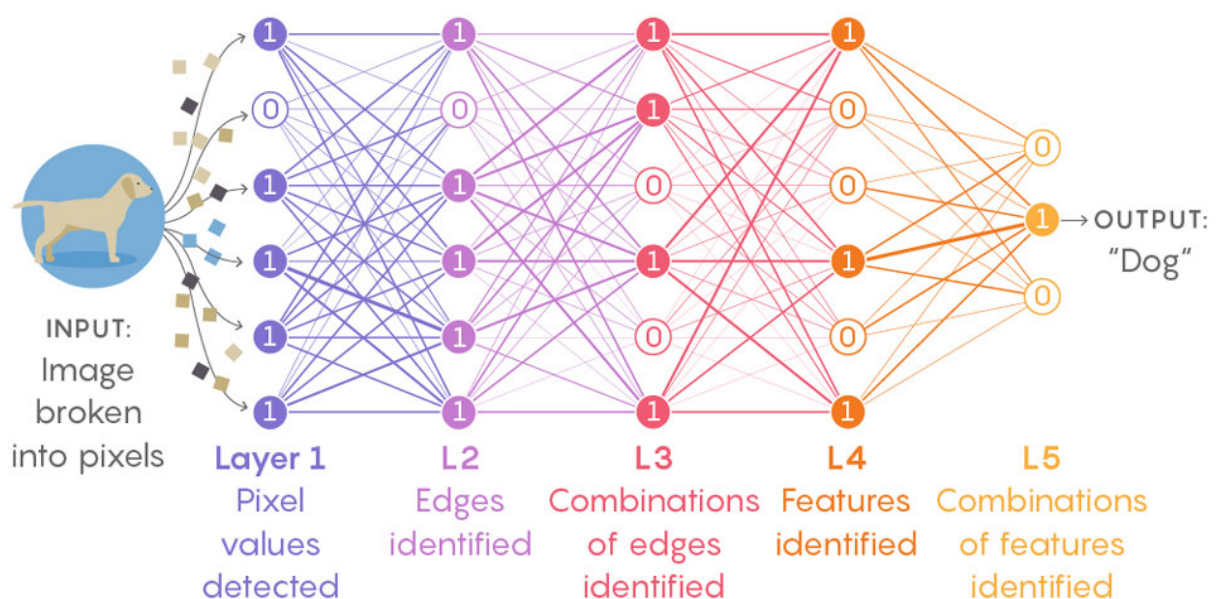 1 1 1 1
0 0 1 0
0
1 1 0 0
1
OUTPUT:
“Dog“
1 1 1 1
0
INPUT:
Image
broken
into pixels
1 1 0 0
1 1 1 1
Layer 1
Pixel
values
detected
L2
Edges
identified
L3
Combinations
of edges
identified
L4
Features
identified
L5
Combinations
of features
identified